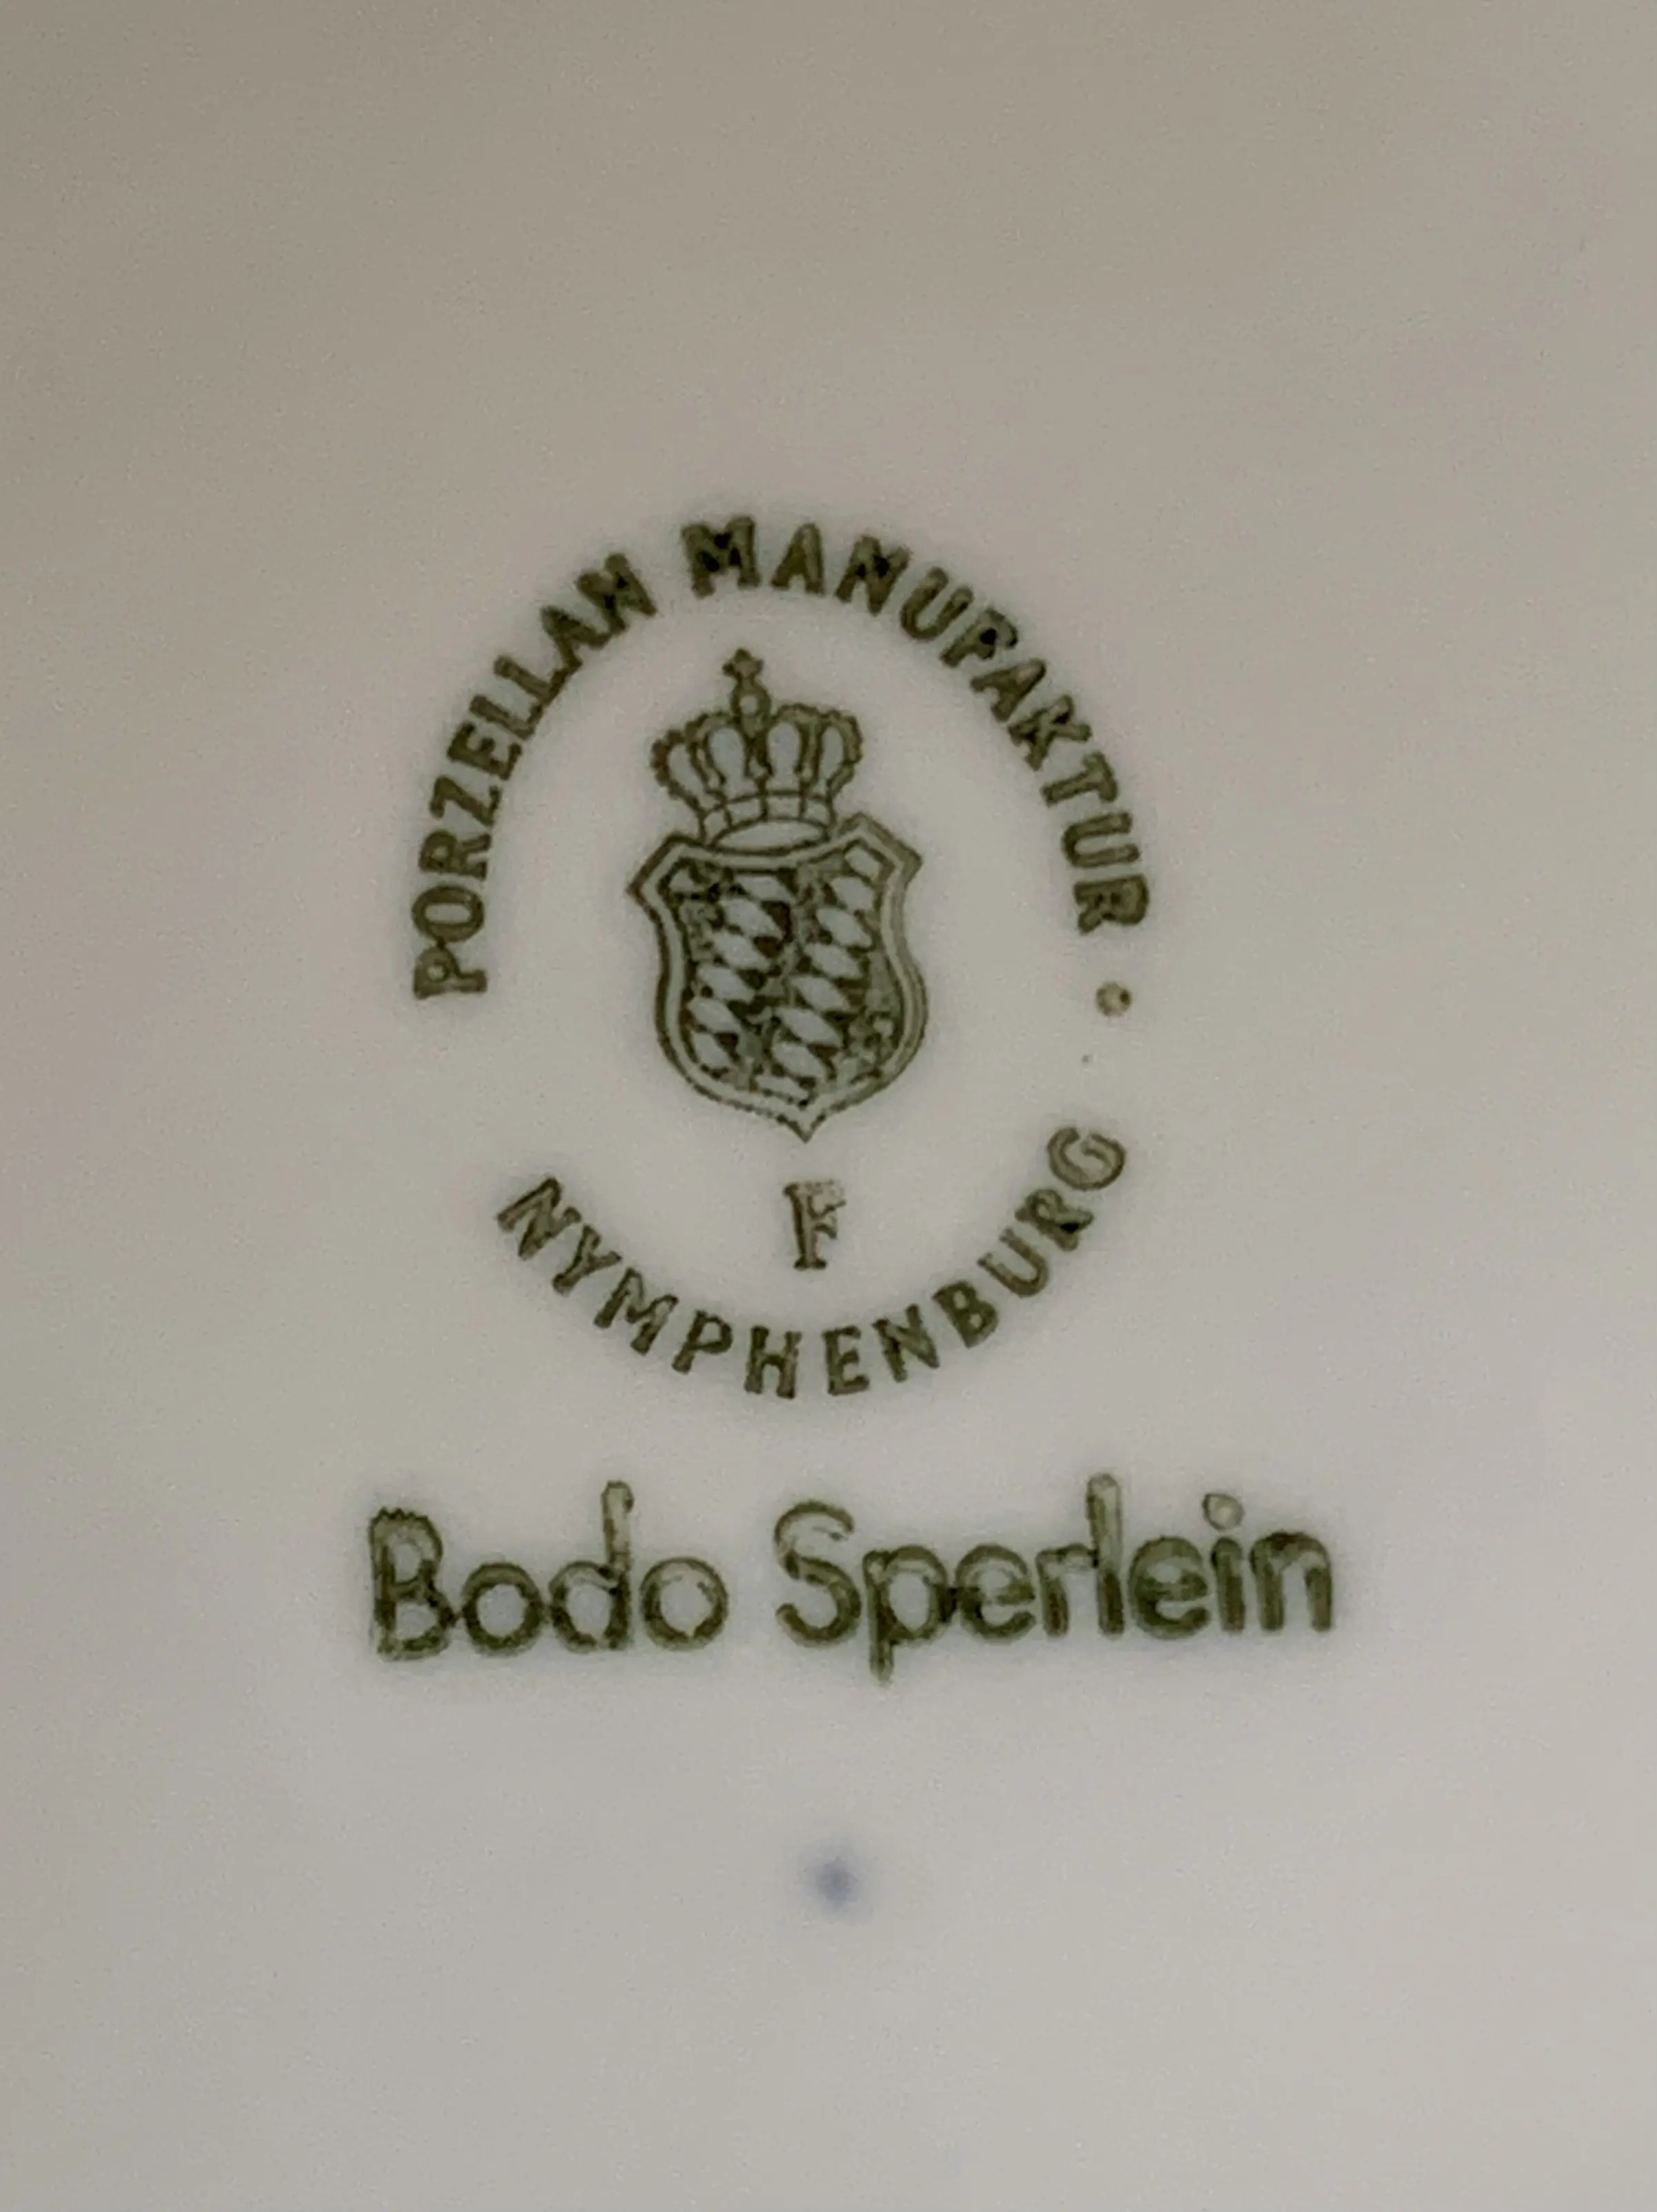 PORZELLAN MANUFAKTUR •
F
NYMPHENBURG
Bodo Sperlein